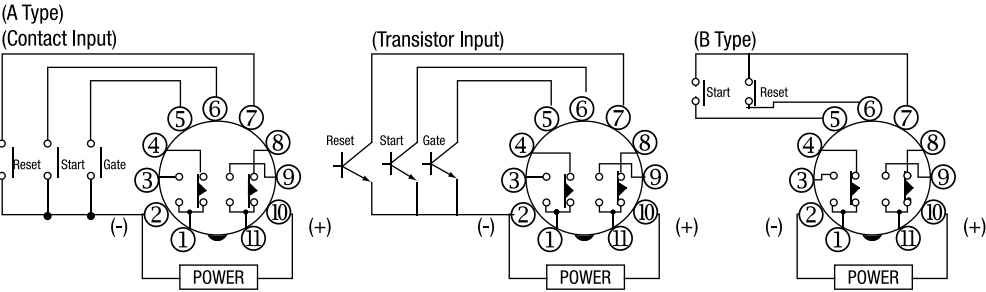 (A Type)
(Contact Input)
Reset Start Gate
5 6 7
4 8
3 9
2 10
1 11
(-) (+)
POWER
(Transistor Input)
Reset Start Gate
5 6 7
4 8
3 9
2 10
1 11
(-) (+)
POWER
(B Type)
Start Reset
5 6 7
4 8
3 9
2 10
1 11
(-) (+)
POWER